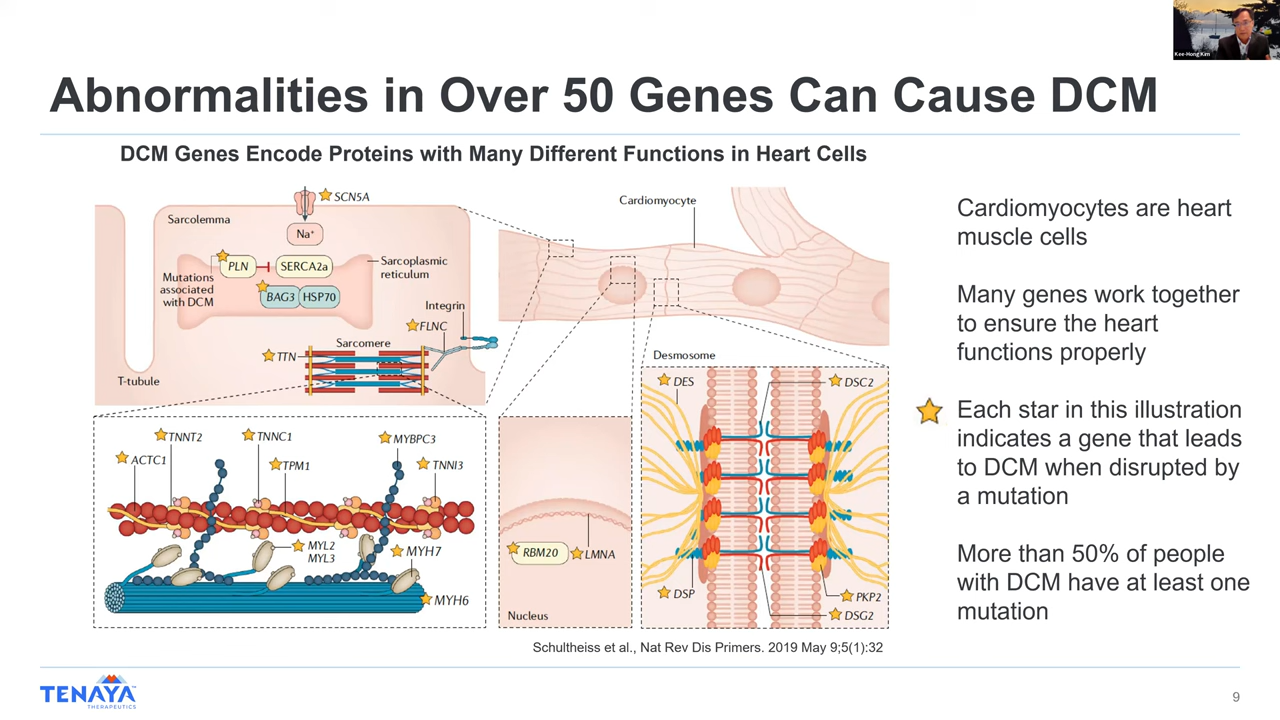 Kee-Hong Kim
Abnormalities in Over 50 Genes Can Cause DCM
DCM Genes Encode Proteins with Many Different Functions in Heart Cells
SCN5A
Sarcolemma
Na⁺
PLN
SERCA2a
Sarcoplasmic
reticulum
Mutations
associated
with DCM
BAG3
HSP70
Integrin
FLNC
Sarcomere
TTN
T-tubule
Cardiomyocyte
Desmosome
TNNT2
TNNC1
MYBPC3
ACTC1
TPM1
TNNI3
MYL2
MYL3
MYH7
MYH6
RBM20
LMNA
Nucleus
DES
DSC2
DSP
PKP2
DSG2
Schultheiss et al., Nat Rev Dis Primers. 2019 May 9;5(1):32
Cardiomyocytes are heart
muscle cells
Many genes work together
to ensure the heart
functions properly
Each star in this illustration
indicates a gene that leads
to DCM when disrupted by
a mutation
More than 50% of people
with DCM have at least one
mutation
TENAYA
THERAPEUTICS
9